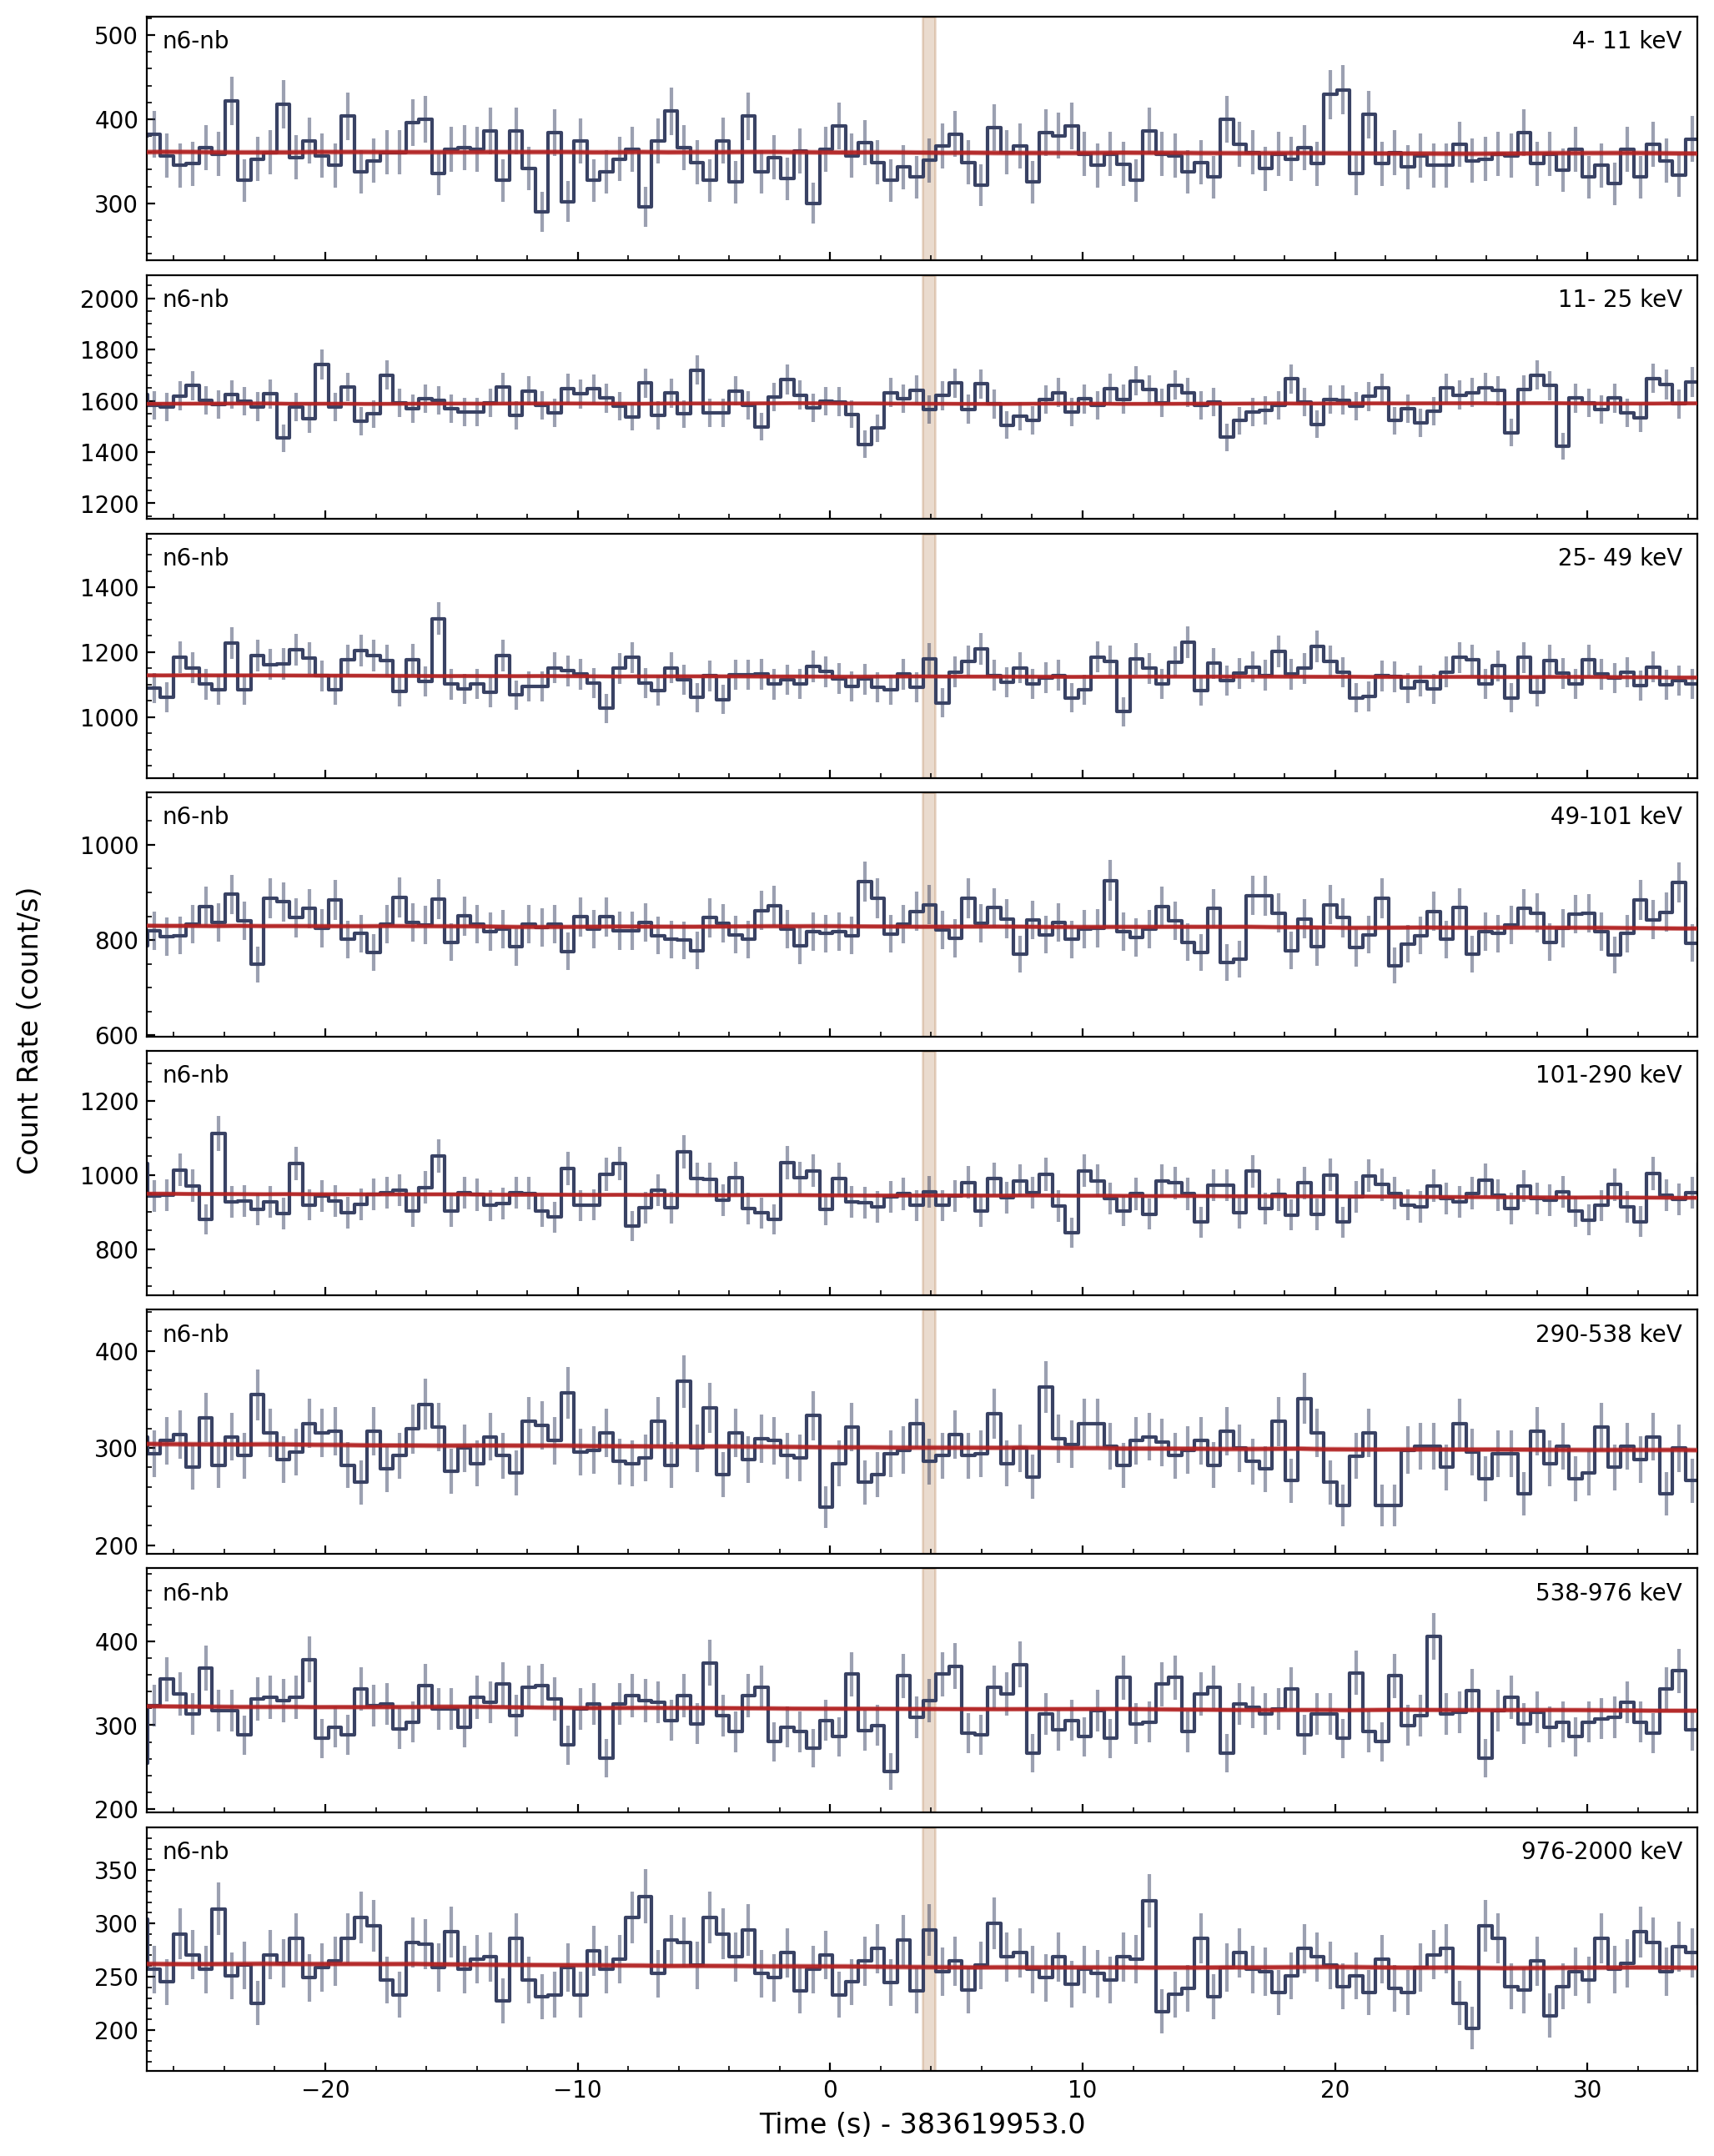 n6-nb 4- 11 keV
500
400
300
n6-nb 11- 25 keV
2000
1800
1600
1400
1200
n6-nb 25- 49 keV
1400
1200
1000
n6-nb 49-101 keV
1000
800
600
n6-nb 101-290 keV
1200
1000
800
n6-nb 290-538 keV
400
300
200
n6-nb 538-976 keV
400
300
200
n6-nb 976-2000 keV
350
300
250
200
−20 −10 0 10 20 30
Time (s) - 383619953.0
Count Rate (count/s)